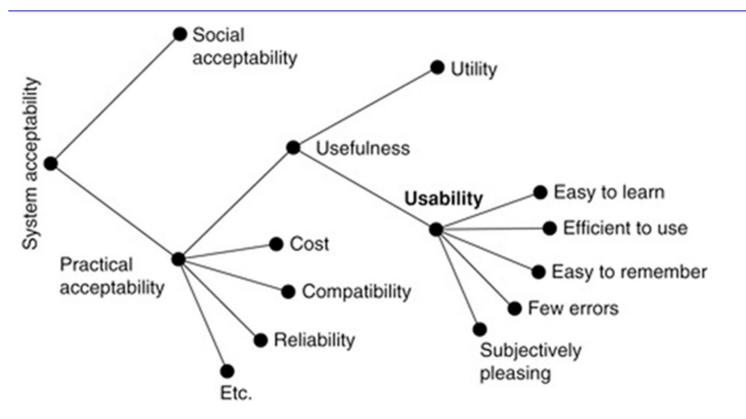 Social
acceptability
Utility
System acceptability
Usefulness
Usability
Easy to learn
Efficient to use
Cost
Practical
acceptability
Easy to remember
Compatibility
Few errors
Reliability
Subjectively
pleasing
Etc.